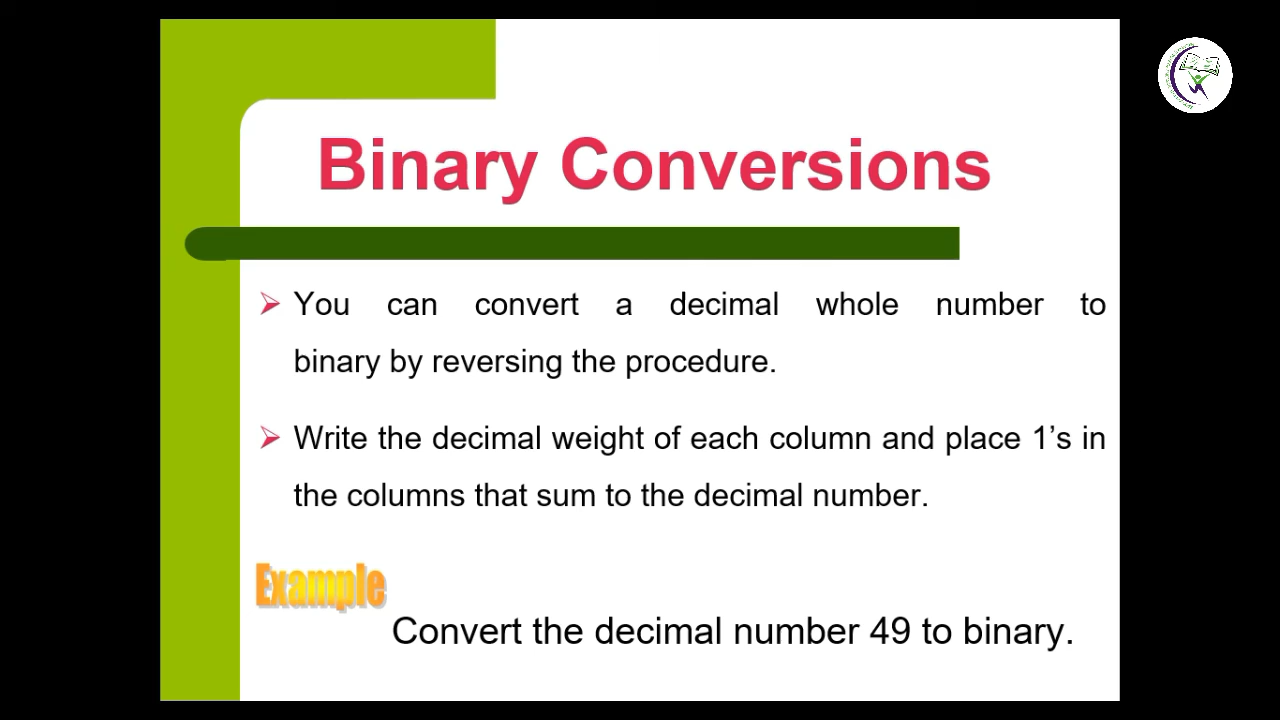 Binary Conversions
You can convert a decimal whole number to
binary by reversing the procedure.
Write the decimal weight of each column and place 1’s in
the columns that sum to the decimal number.
Example
Convert the decimal number 49 to binary.